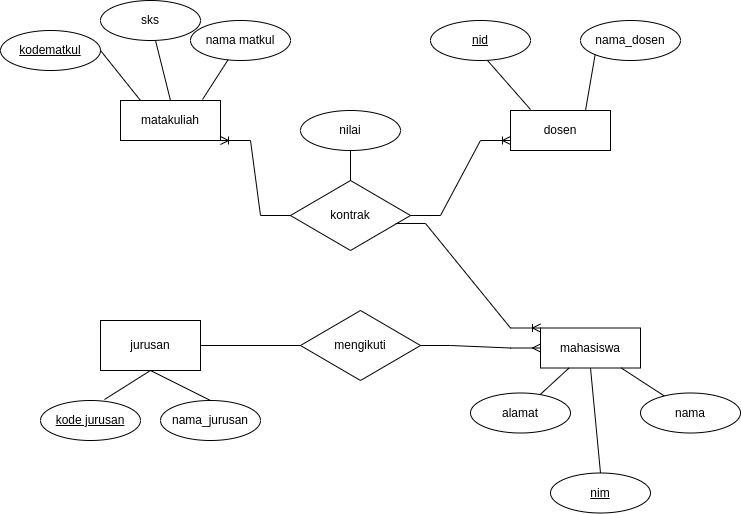 sks
kodematkul
nama matkul
nid
nama_dosen
matakuliah
dosen
nilai
kontrak
jurusan
mengikuti
mahasiswa
kode jurusan
nama_jurusan
alamat
nama
nim